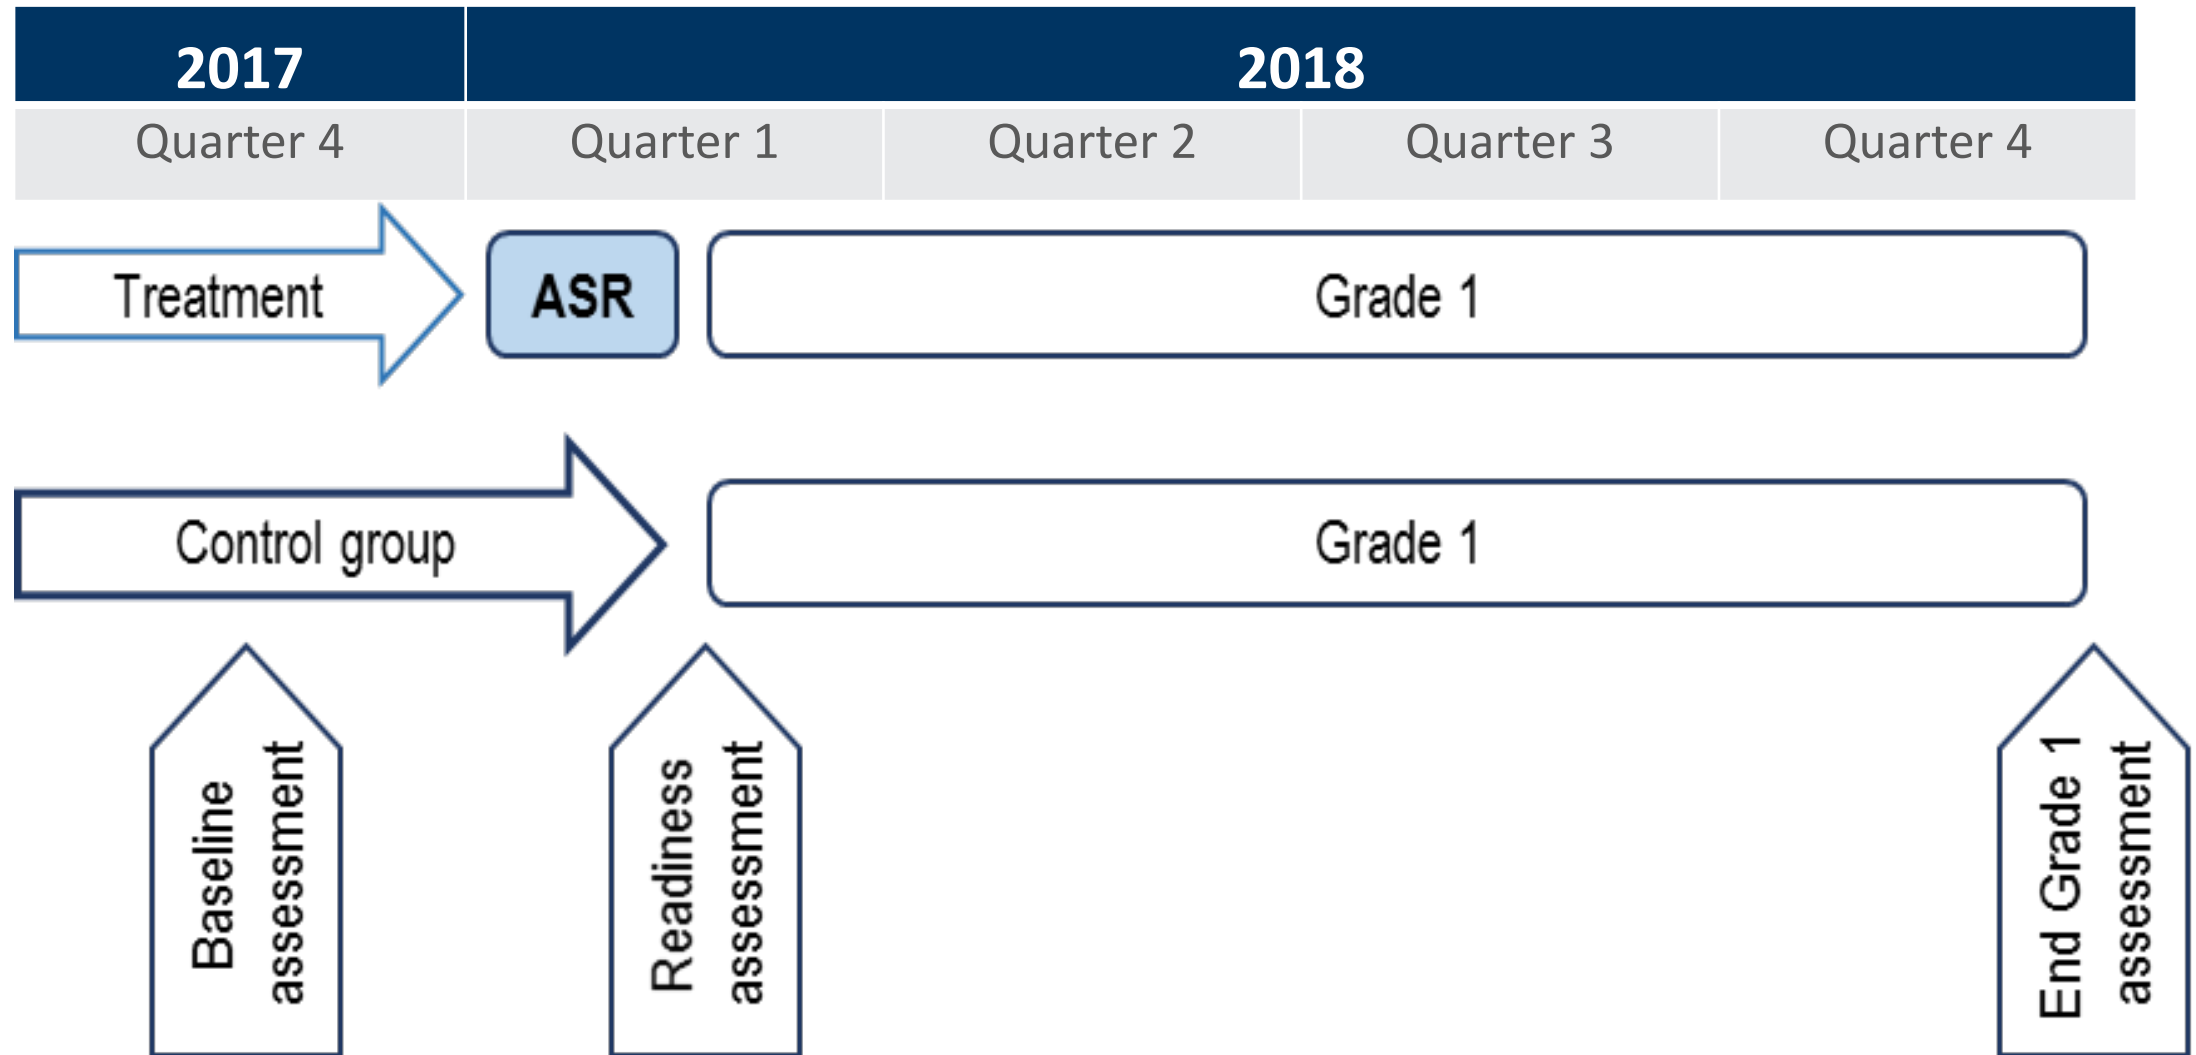 2017
2018
Quarter 4
Quarter 1
Quarter 2
Quarter 3
Quarter 4
Treatment
ASR
Grade 1
Control group
Grade 1
Baseline
assessment
Readiness
assessment
End Grade 1
assessment